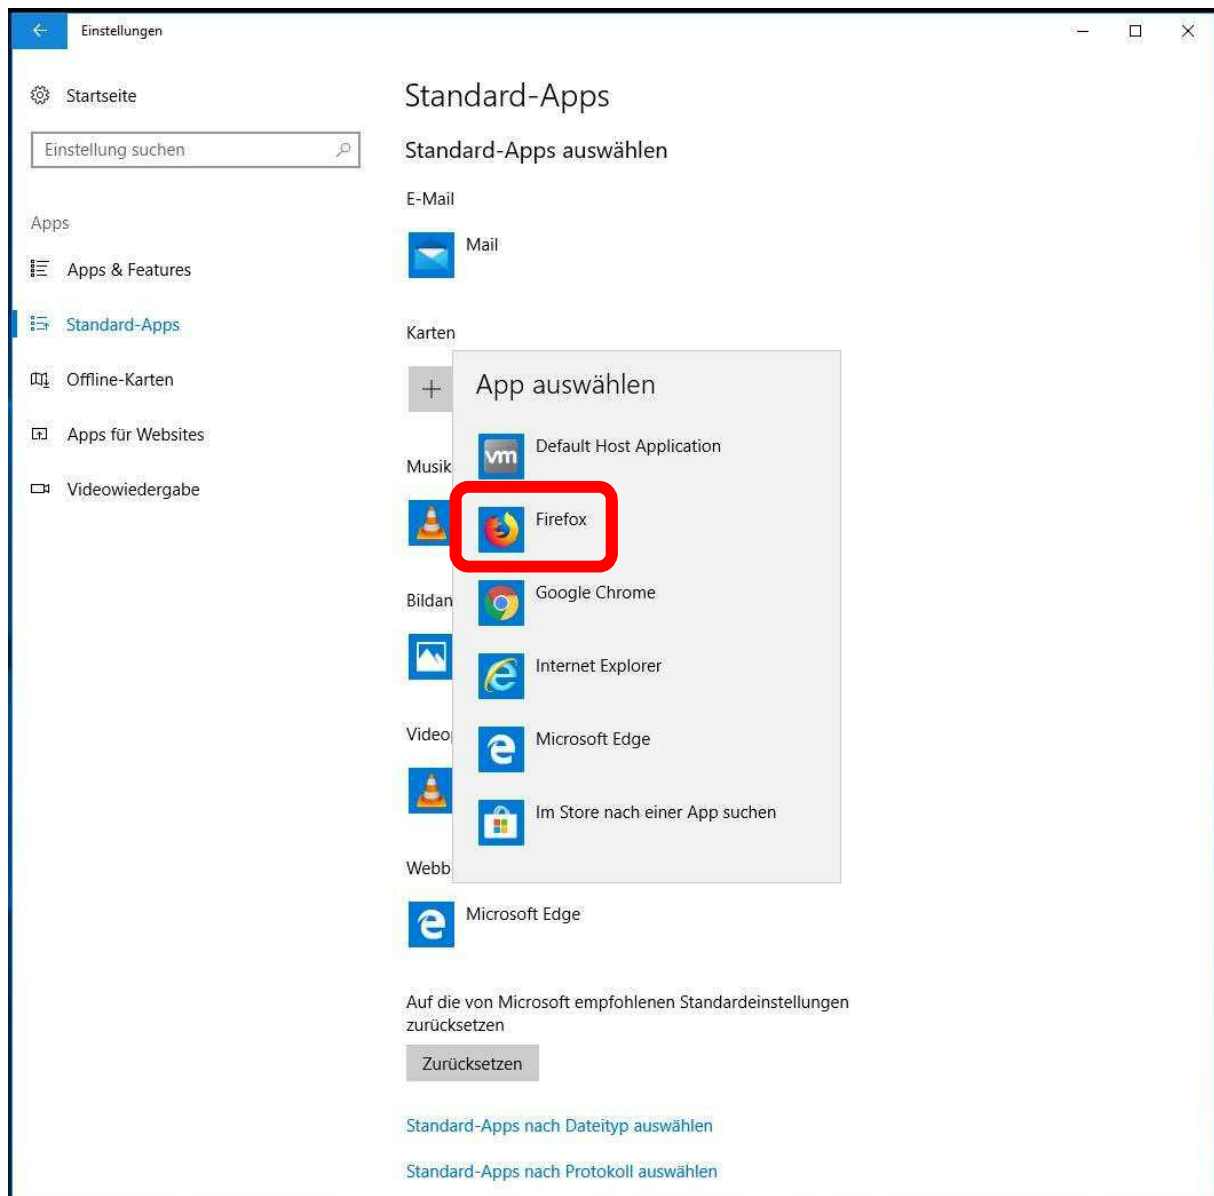 Einstellungen
Startseite
Einstellung suchen
Apps
Apps & Features
Standard-Apps
Offline-Karten
Apps für Websites
Videowiedergabe
Standard-Apps
Standard-Apps auswählen
E-Mail
Mail
Karten
App auswählen
vm Default Host Application
Musik
Firefox
Google Chrome
Bildan
Internet Explorer
Video
Microsoft Edge
Im Store nach einer App suchen
Webb
Microsoft Edge
Auf die von Microsoft empfohlenen Standardeinstellungen
zurücksetzen
Zurücksetzen
Standard-Apps nach Dateityp auswählen
Standard-Apps nach Protokoll auswählen